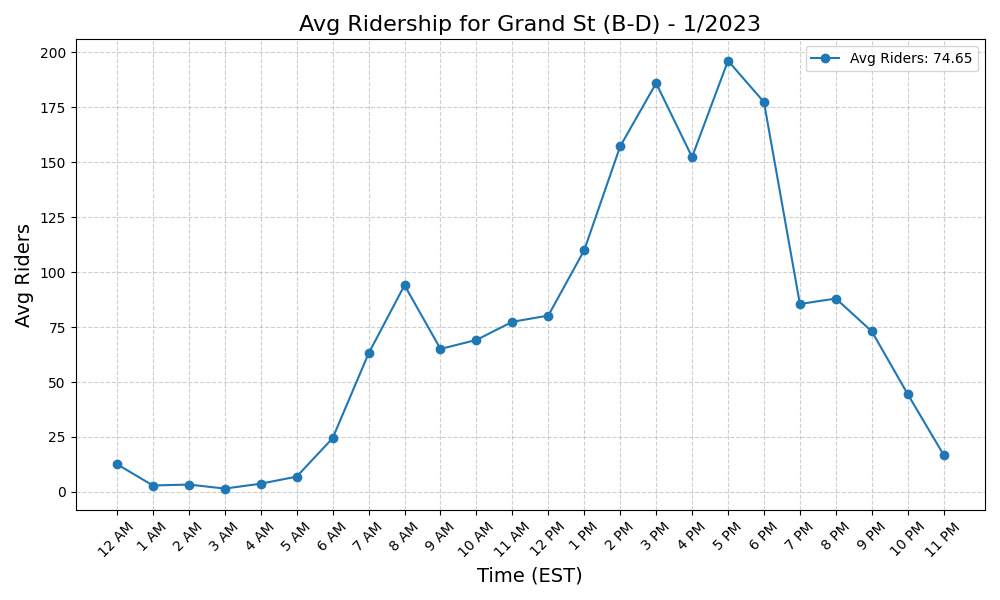 Avg Ridership for Grand St (B-D) - 1/2023
Avg Riders: 74.65
Avg Riders
200
175
150
125
100
75
50
25
0
12 AM
1 AM
2 AM
3 AM
4 AM
5 AM
6 AM
7 AM
8 AM
9 AM
10 AM
11 AM
12 PM
1 PM
2 PM
3 PM
4 PM
5 PM
6 PM
7 PM
8 PM
9 PM
10 PM
11 PM
Time (EST)